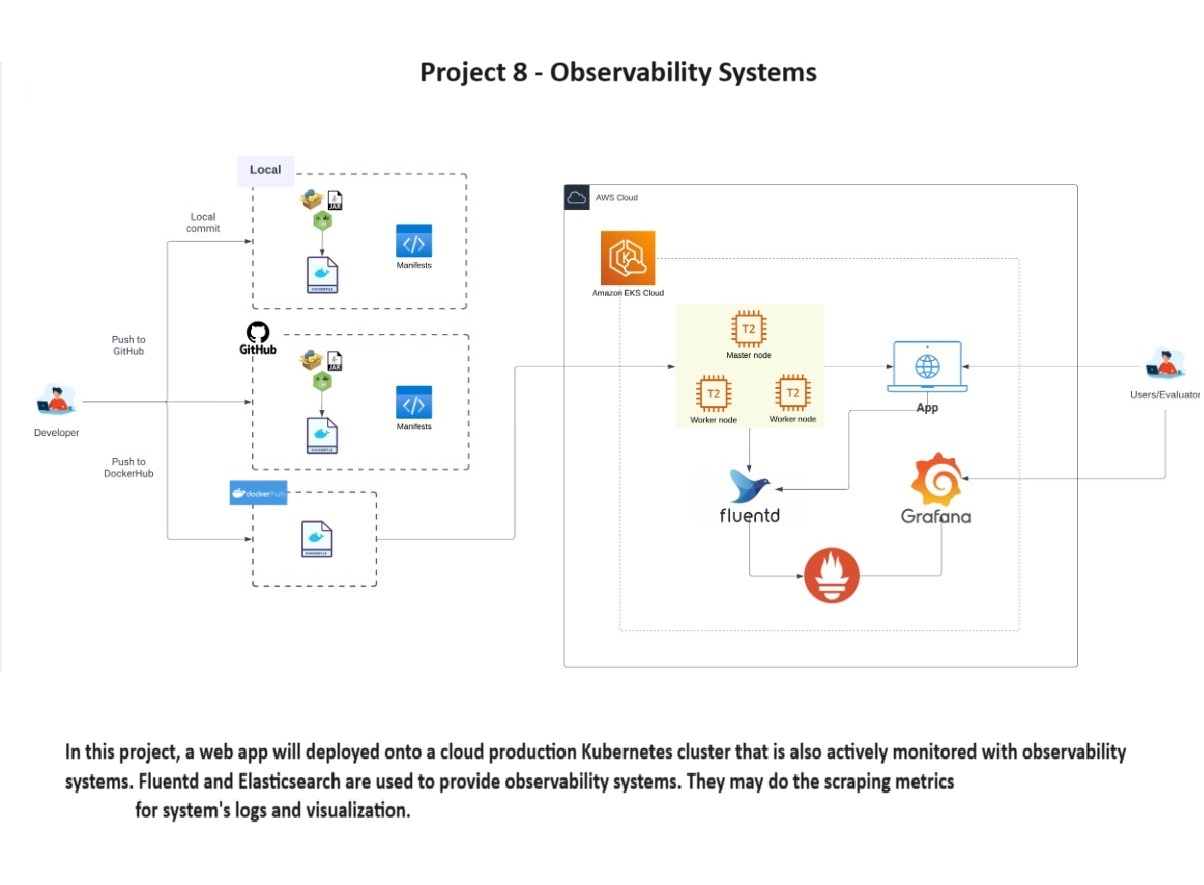 Project 8 - Observability Systems
Local
JAR
Local
commit
Manifests
AWS Cloud
Amazon EKS Cloud
T2
Master node
GitHub
Push to
GitHub
JAR
T2
T2
Worker node
Worker node
App
Users/Evaluator
Manifests
Developer
Push to
DockerHub
dockerhub
fluentd
Grafana
In this project, a web app will deployed onto a cloud production Kubernetes cluster that is also actively monitored with observability
systems. Fluentd and Elasticsearch are used to provide observability systems. They may do the scraping metrics
for system's logs and visualization.